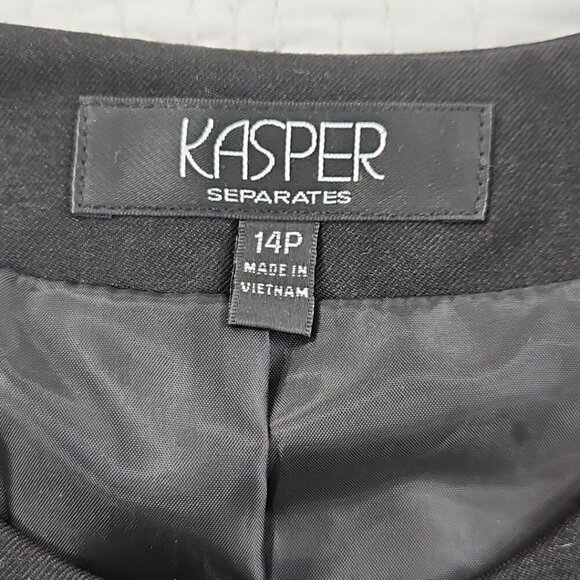 KASPER
SEPARATES
14P
MADE IN
VIETNAM